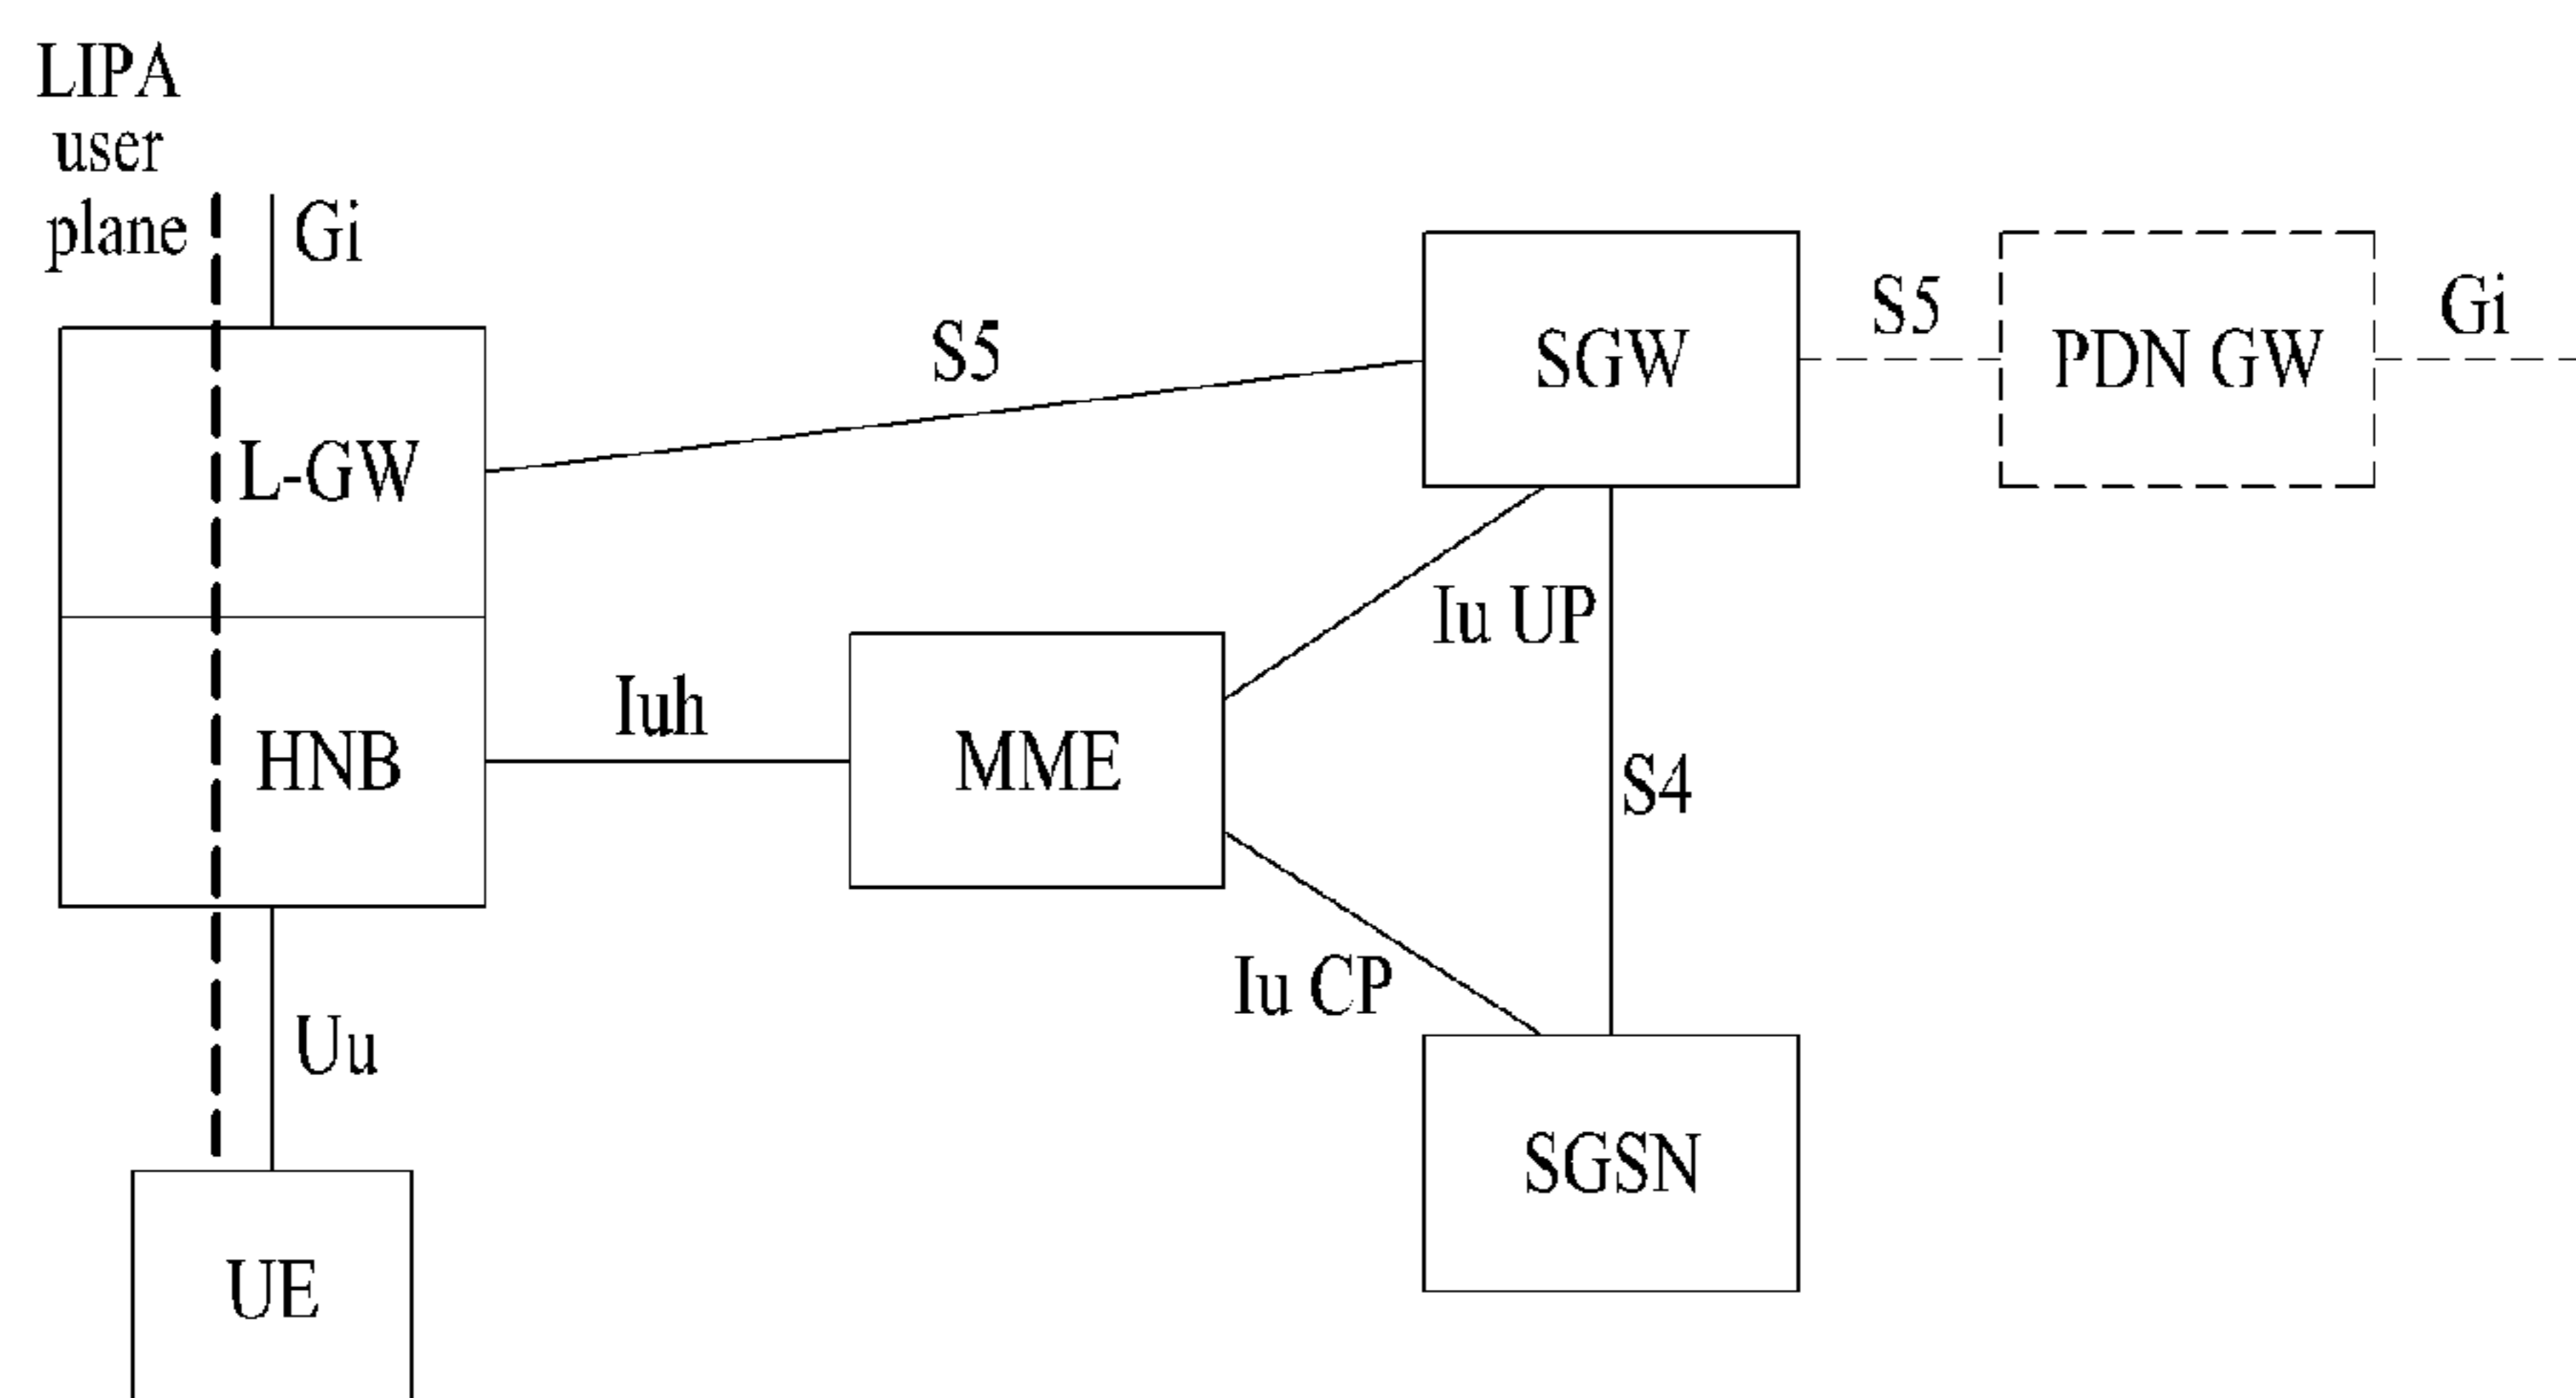 LIPA
user
plane
Gi
S5
SGW
S5
PDN GW
Gi
L-GW
Iu UP
HNB
Iuh
MME
S4
Iu CP
Uu
SGSN
UE